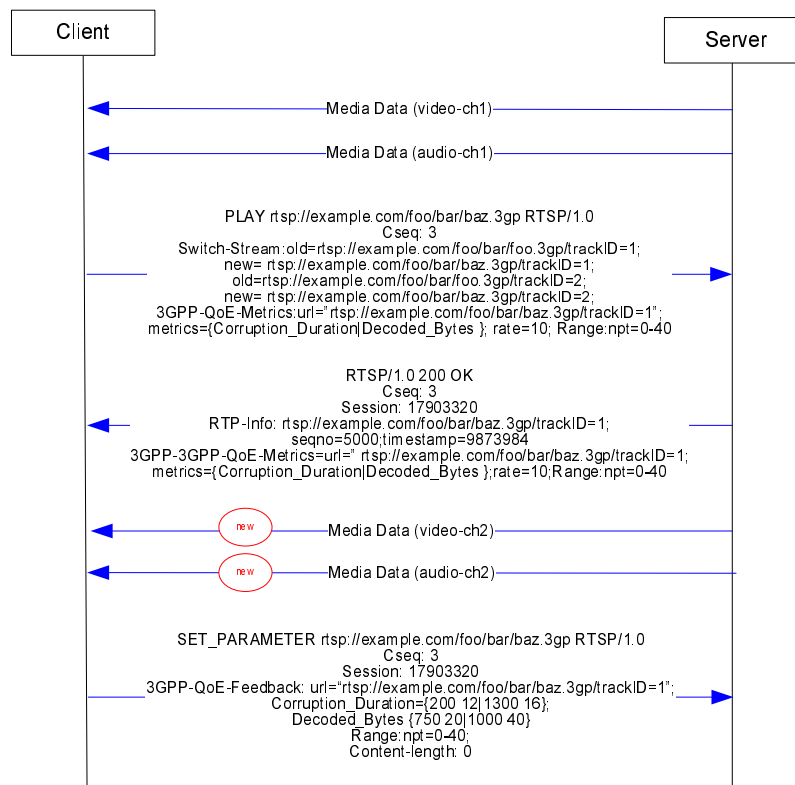 Client
Server
Media Data (video-ch1)
Media Data (audio-ch1)
PLAY rtsp://example.com/foo/bar/baz.3gp RTSP/1.0
Cseq: 3
Switch-Stream:old=rtsp://example.com/foo/bar/foo.3gp/trackID=1;
new= rtsp://example.com/foo/bar/baz.3gp/trackID=1;
old=rtsp://example.com/foo/bar/foo.3gp/trackID=2;
new= rtsp://example.com/foo/bar/baz.3gp/trackID=2;
3GPP-QoE-Metrics:url=”rtsp://example.com/foo/bar/baz.3gp/trackID=1”;
metrics={Corruption_Duration|Decoded_Bytes }; rate=10; Range:npt=0-40
RTSP/1.0 200 OK
Cseq: 3
Session: 17903320
RTP-Info: rtsp://example.com/foo/bar/baz.3gp/trackID=1;
seqno=5000;timestamp=9873984
3GPP-3GPP-QoE-Metrics=url=” rtsp://example.com/foo/bar/baz.3gp/trackID=1;
metrics={Corruption_Duration|Decoded_Bytes };rate=10;Range:npt=0-40
new
Media Data (video-ch2)
new
Media Data (audio-ch2)
SET_PARAMETER rtsp://example.com/foo/bar/baz.3gp RTSP/1.0
Cseq: 3
Session: 17903320
3GPP-QoE-Feedback: url=“rtsp://example.com/foo/bar/baz.3gp/trackID=1”;
Corruption_Duration={200 12|1300 16};
Decoded_Bytes {750 20|1000 40}
Range:npt=0-40;
Content-length: 0